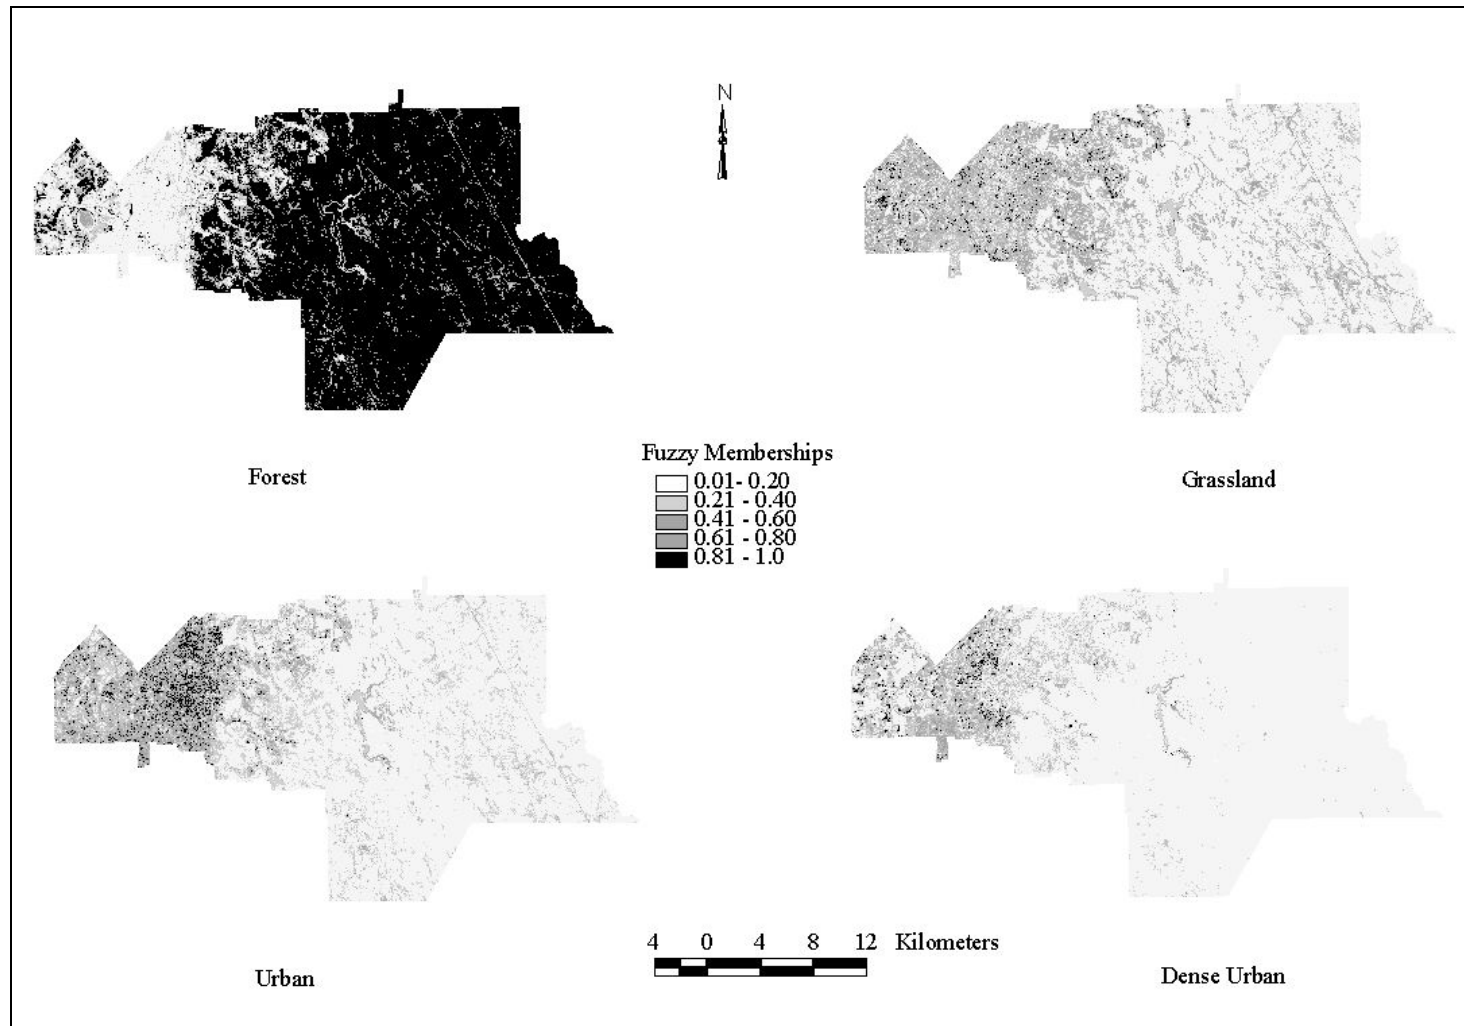 N
Forest
Grassland
Fuzzy Memberships
0.01- 0.20
0.21 - 0.40
0.41 - 0.60
0.61 - 0.80
0.81 - 1.0
4 0 4 8 12 Kilometers
Urban
Dense Urban